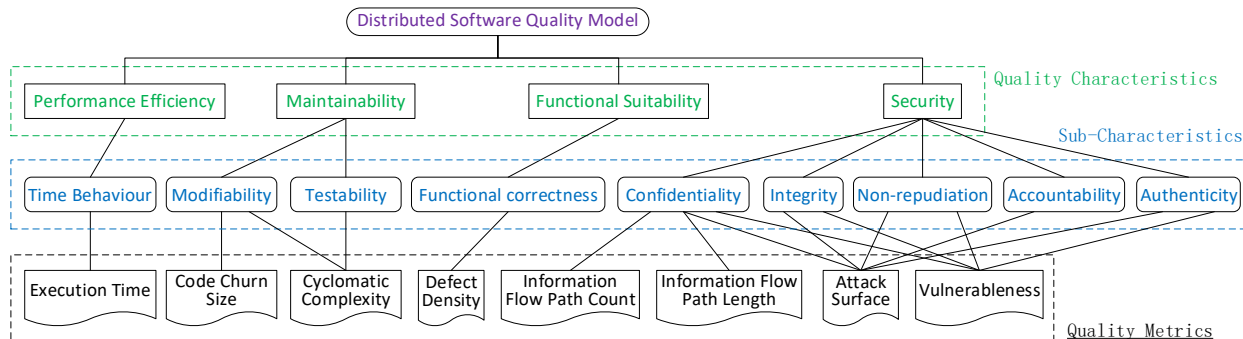 Distributed Software Quality Model
Quality Characteristics
Performance Efficiency
Maintainability
Functional Suitability
Security
Sub-Characteristics
Time Behaviour
Modifiability
Testability
Functional correctness
Confidentiality
Integrity
Non-repudiation
Accountability
Authenticity
Execution Time
Code Churn
Size
Cyclomatic
Complexity
Defect
Density
Information
Flow Path Count
Information Flow
Path Length
Attack
Surface
Vulnerableness
Quality Metrics